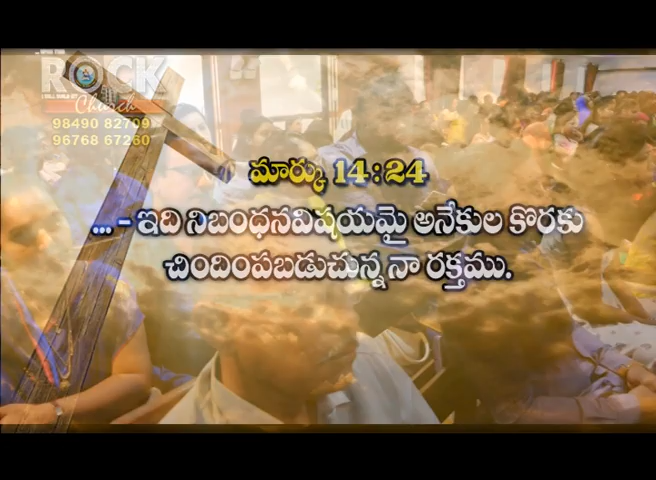 ROCK
Church
98490 82709
96768 67260
మార్కు 14:24
... - ఇది నిబంధనవిషయమై అనేకుల కొరకు
చిందింపబడుచున్న నా రక్తము.